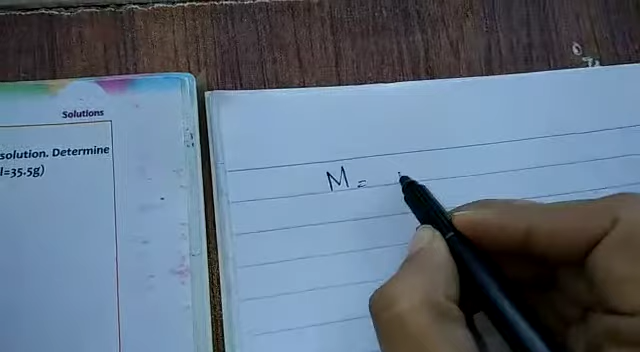 Solutions
solution. Determine
l=35.5g)
M =